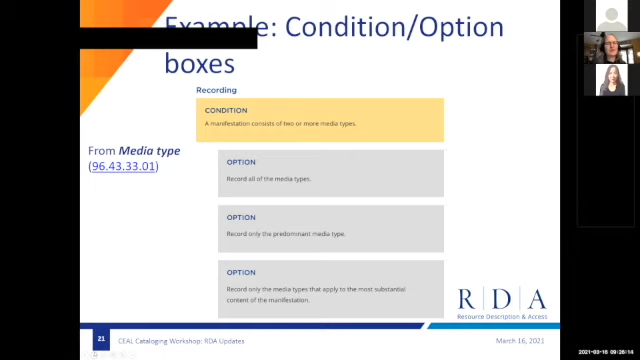 Example: Condition/Option
boxes
Recording
CONDITION
A manifestation consists of two or more media types.
From Media type
(96.43.33.01)
OPTION
Record all of the media types.
OPTION
Record only the predominant media type.
OPTION
Record only the media types that apply to the most substantial
content of the manifestation.
R D A
Resource Description & Access
21
CEAL Cataloging Workshop: RDA Updates
March 16, 2021
2021-03-16 09:26:14